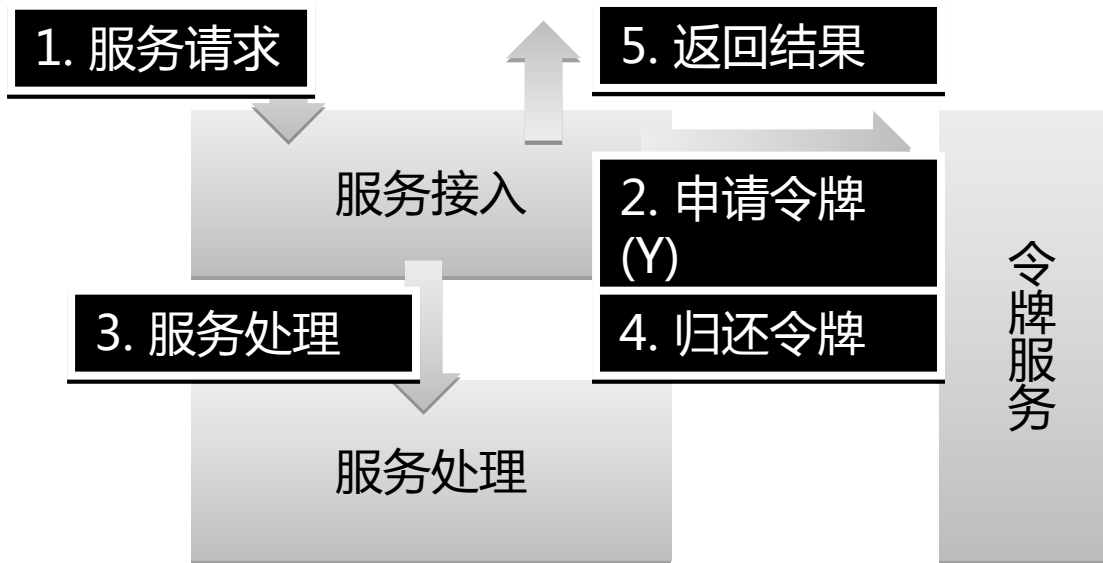 1. 服务请求
5. 返回结果
服务接入
2. 申请令牌
(Y)
3. 服务处理
4. 归还令牌
令牌服务
服务处理